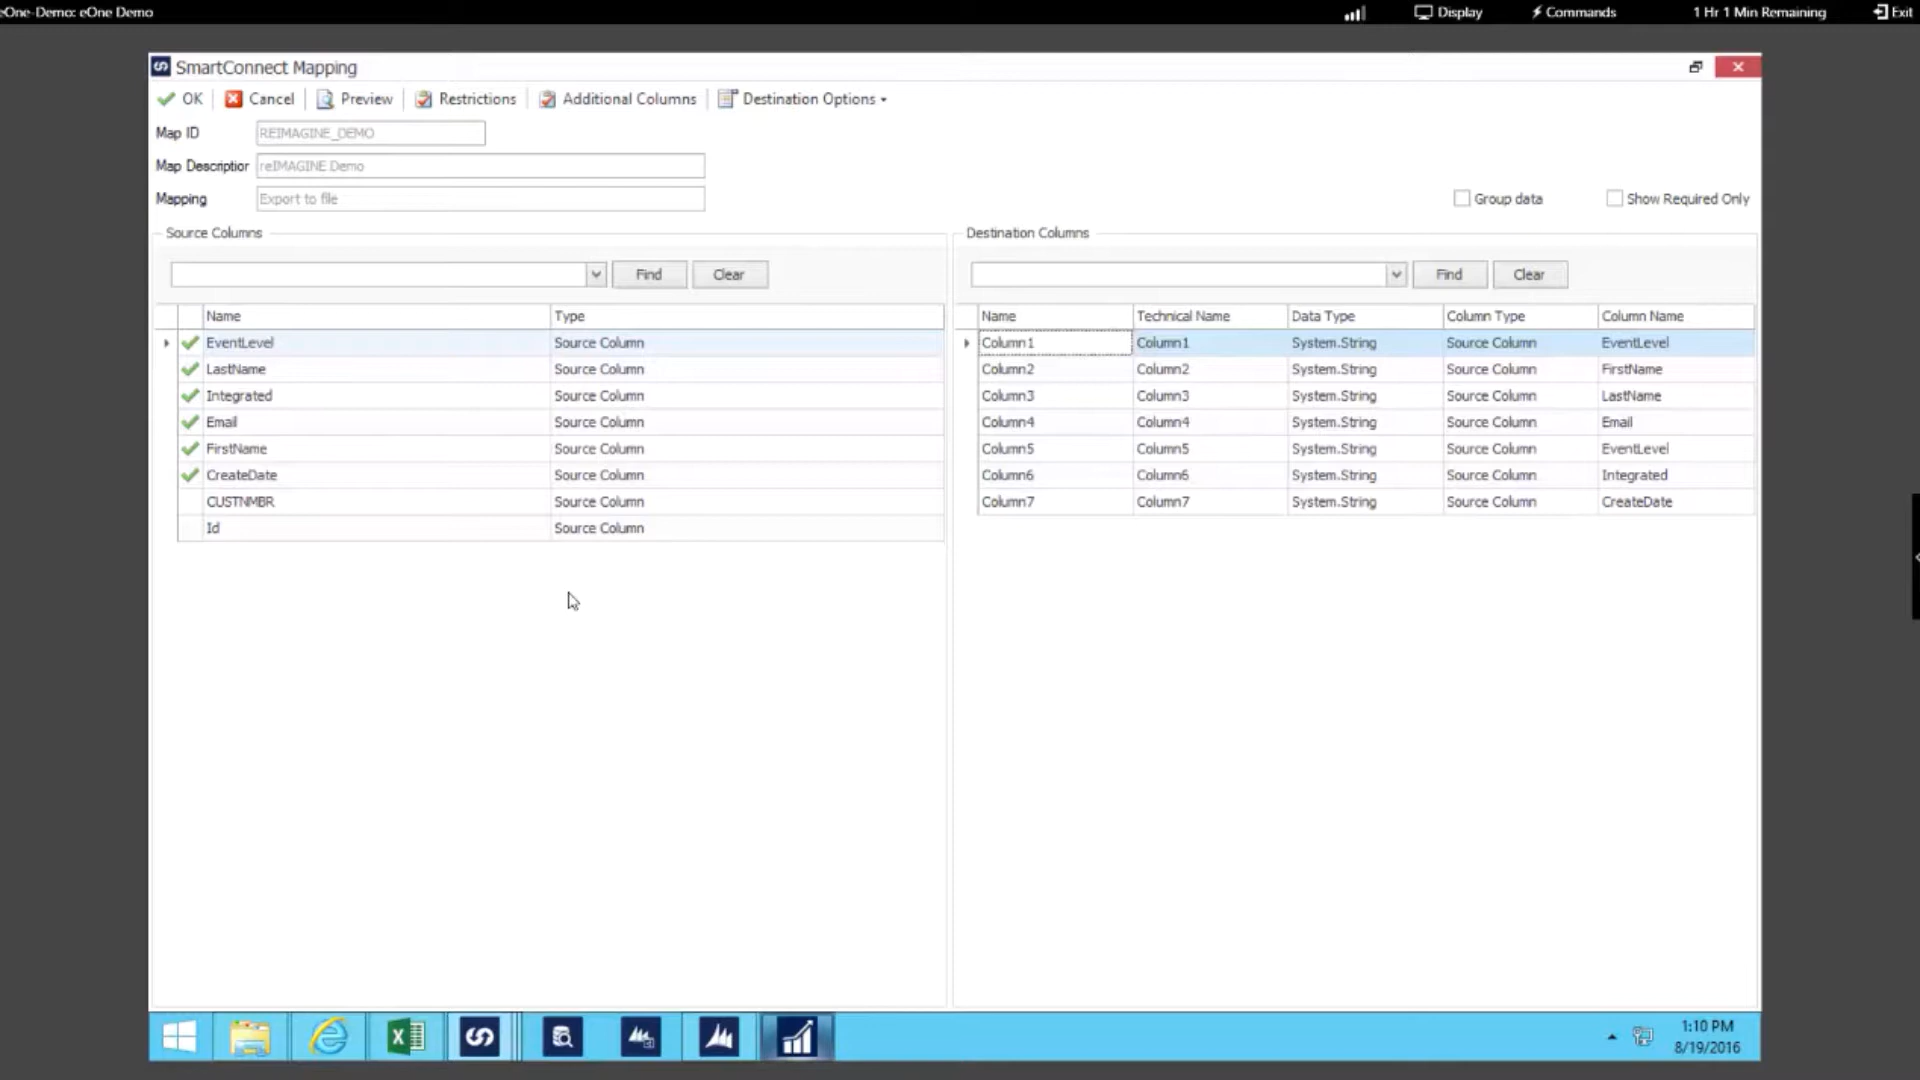 eOne-Demo: eOne Demo
Display
Commands
1 Hr 1 Min Remaining
Exit
SmartConnect Mapping
OK
Cancel
Preview
Restrictions
Additional Columns
Destination Options
Map ID
REIMAGINE_DEMO
Map Description
reIMAGINE Demo
Mapping
Export to file
Group data
Show Required Only
Source Columns
Find
Clear
Name Type
EventLevel Source Column
LastName Source Column
Integrated Source Column
Email Source Column
FirstName Source Column
CreateDate Source Column
CUSTNMBR Source Column
Id Source Column
Destination Columns
Find
Clear
Name Technical Name Data Type Column Type Column Name
Column1 Column1 System.String Source Column EventLevel
Column2 Column2 System.String Source Column FirstName
Column3 Column3 System.String Source Column LastName
Column4 Column4 System.String Source Column Email
Column5 Column5 System.String Source Column EventLevel
Column6 Column6 System.String Source Column Integrated
Column7 Column7 System.String Source Column CreateDate
1:10 PM
8/19/2016